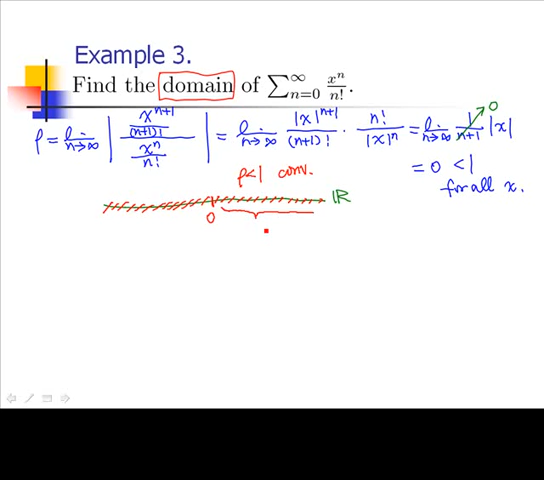 Example 3.
Find the domain of ∑_{n=0}^{∞} x^n/n!.
ρ = lim_{n→∞} | (x^{n+1}/(n+1)!) / (x^n/n!) | = lim_{n→∞} |x|^{n+1}/(n+1)! · n!/|x|^n = lim_{n→∞} 1/(n+1) |x| 0
= 0 < 1
for all x.
ρ<1 conv.
ℝ
0